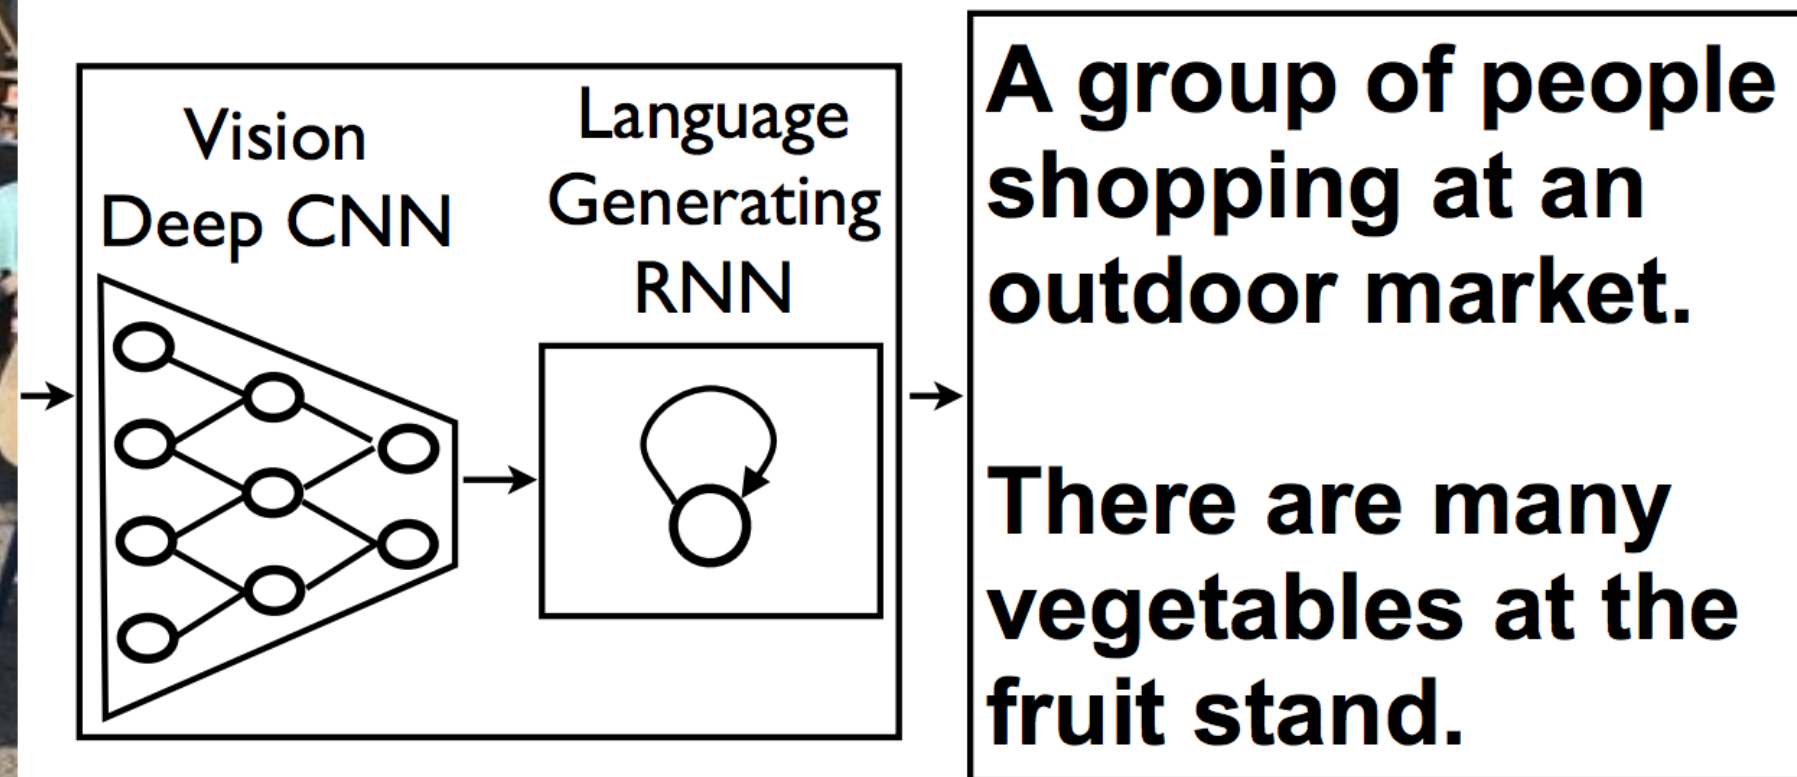 Vision
Deep CNN
Language
Generating
RNN
A group of people
shopping at an
outdoor market.
There are many
vegetables at the
fruit stand.